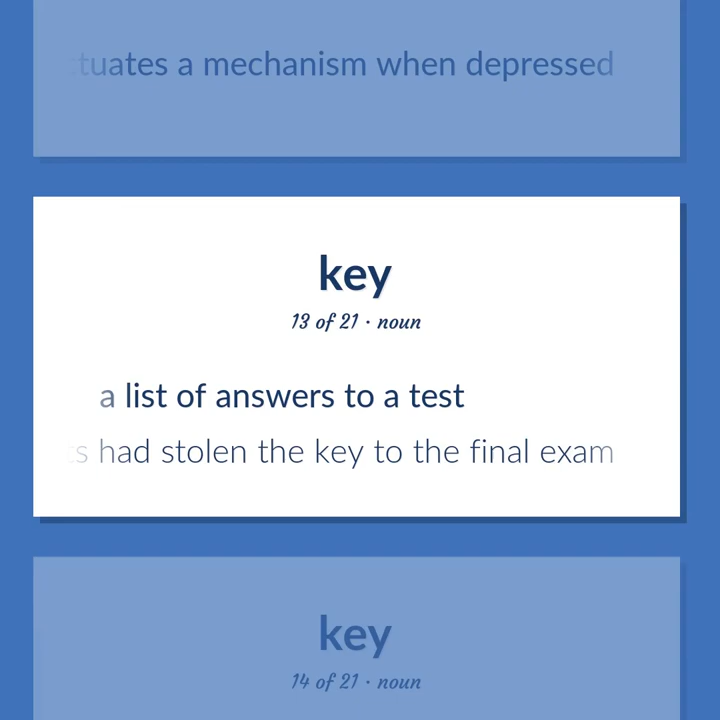 a mechanism when depressed
key
13 of 21 · noun
a list of answers to a test
had stolen the key to the final exam
key
14 of 21 · noun